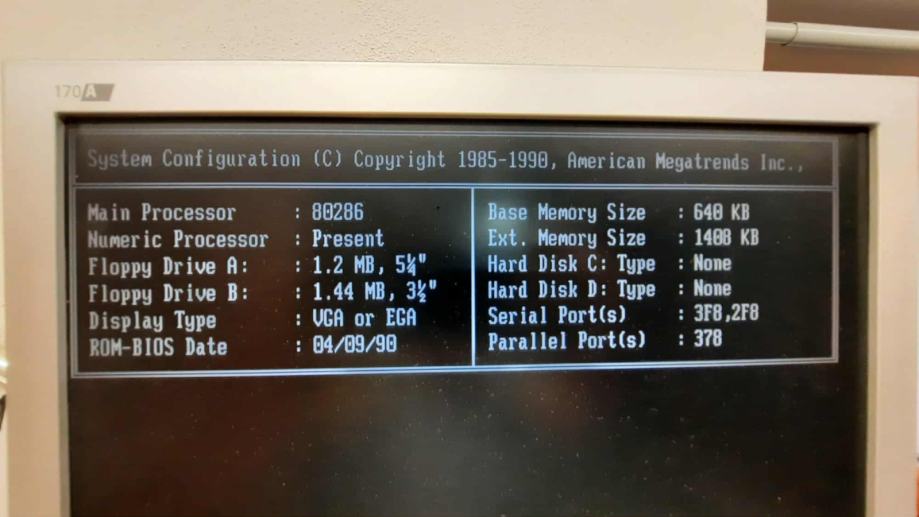 170A
System Configuration (C) Copyright 1985-1990, American Megatrends Inc.,
Main Processor : 80286
Numeric Processor : Present
Floppy Drive A: : 1.2 MB, 5¼"
Floppy Drive B: : 1.44 MB, 3½"
Display Type : VGA or EGA
ROM-BIOS Date : 04/09/90
Base Memory Size : 640 KB
Ext. Memory Size : 1408 KB
Hard Disk C: Type : None
Hard Disk D: Type : None
Serial Port(s) : 3F8,2F8
Parallel Port(s) : 378